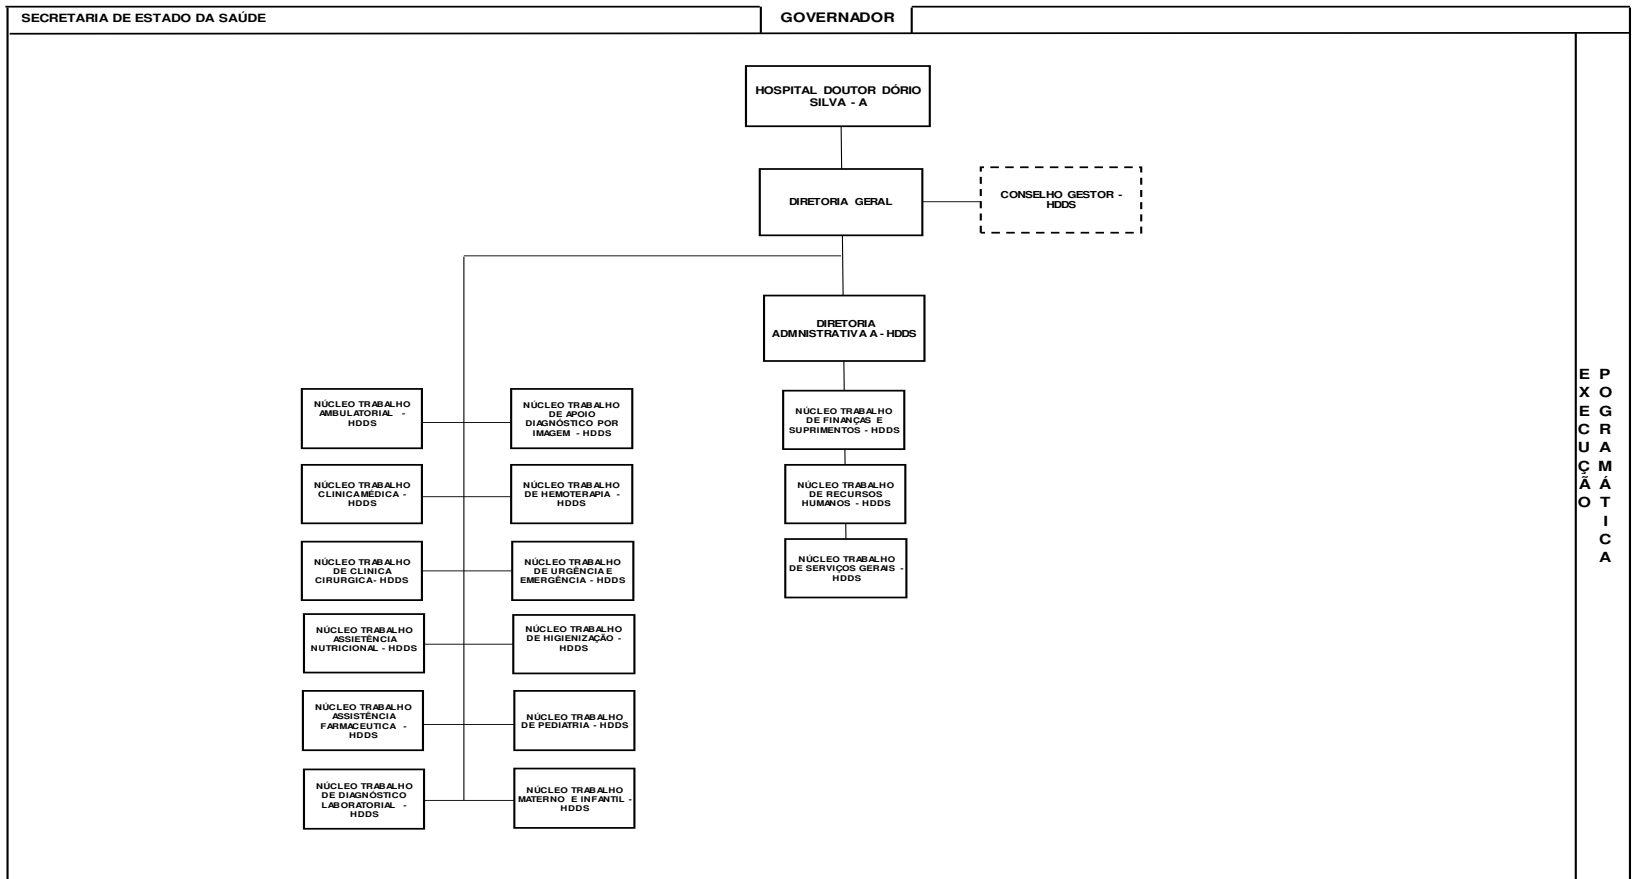 SECRETARIA DE ESTADO DA SAÚDE
GOVERNADOR
HOSPITAL DOUTOR DÓRIO
SILVA - A
DIRETORIA GERAL
CONSELHO GESTOR -
HDDS
DIRETORIA
ADMNISTRATIVA A - HDDS
NÚCLEO TRABALHO
AMBULATORIAL -
HDDS
NÚCLEO TRABALHO
DE APOIO
DIAGNÓSTICO POR
IMAGEM - HDDS
NÚCLEO TRABALHO
DE FINANÇAS E
SUPRIMENTOS - HDDS
NÚCLEO TRABALHO
CLINICA MÉDICA -
HDDS
NÚCLEO TRABALHO
DE HEMOTERAPIA -
HDDS
NÚCLEO TRABALHO
DE RECURSOS
HUMANOS - HDDS
NÚCLEO TRABALHO
DE CLINICA
CIRURGICA- HDDS
NÚCLEO TRABALHO
DE URGÊNCIA E
EMERGÊNCIA - HDDS
NÚCLEO TRABALHO
DE SERVIÇOS GERAIS -
HDDS
NÚCLEO TRABALHO
ASSIETÊNCIA
NUTRICIONAL - HDDS
NÚCLEO TRABALHO
DE HIGIENIZAÇÃO -
HDDS
NÚCLEO TRABALHO
ASSISTÊNCIA
FARMACEUTICA -
HDDS
NÚCLEO TRABALHO
DE PEDIATRIA - HDDS
NÚCLEO TRABALHO
DE DIAGNÓSTICO
LABORATORIAL -
HDDS
NÚCLEO TRABALHO
MATERNO E INFANTIL -
HDDS
EXECUÇÃO
POGRAMÁTICA